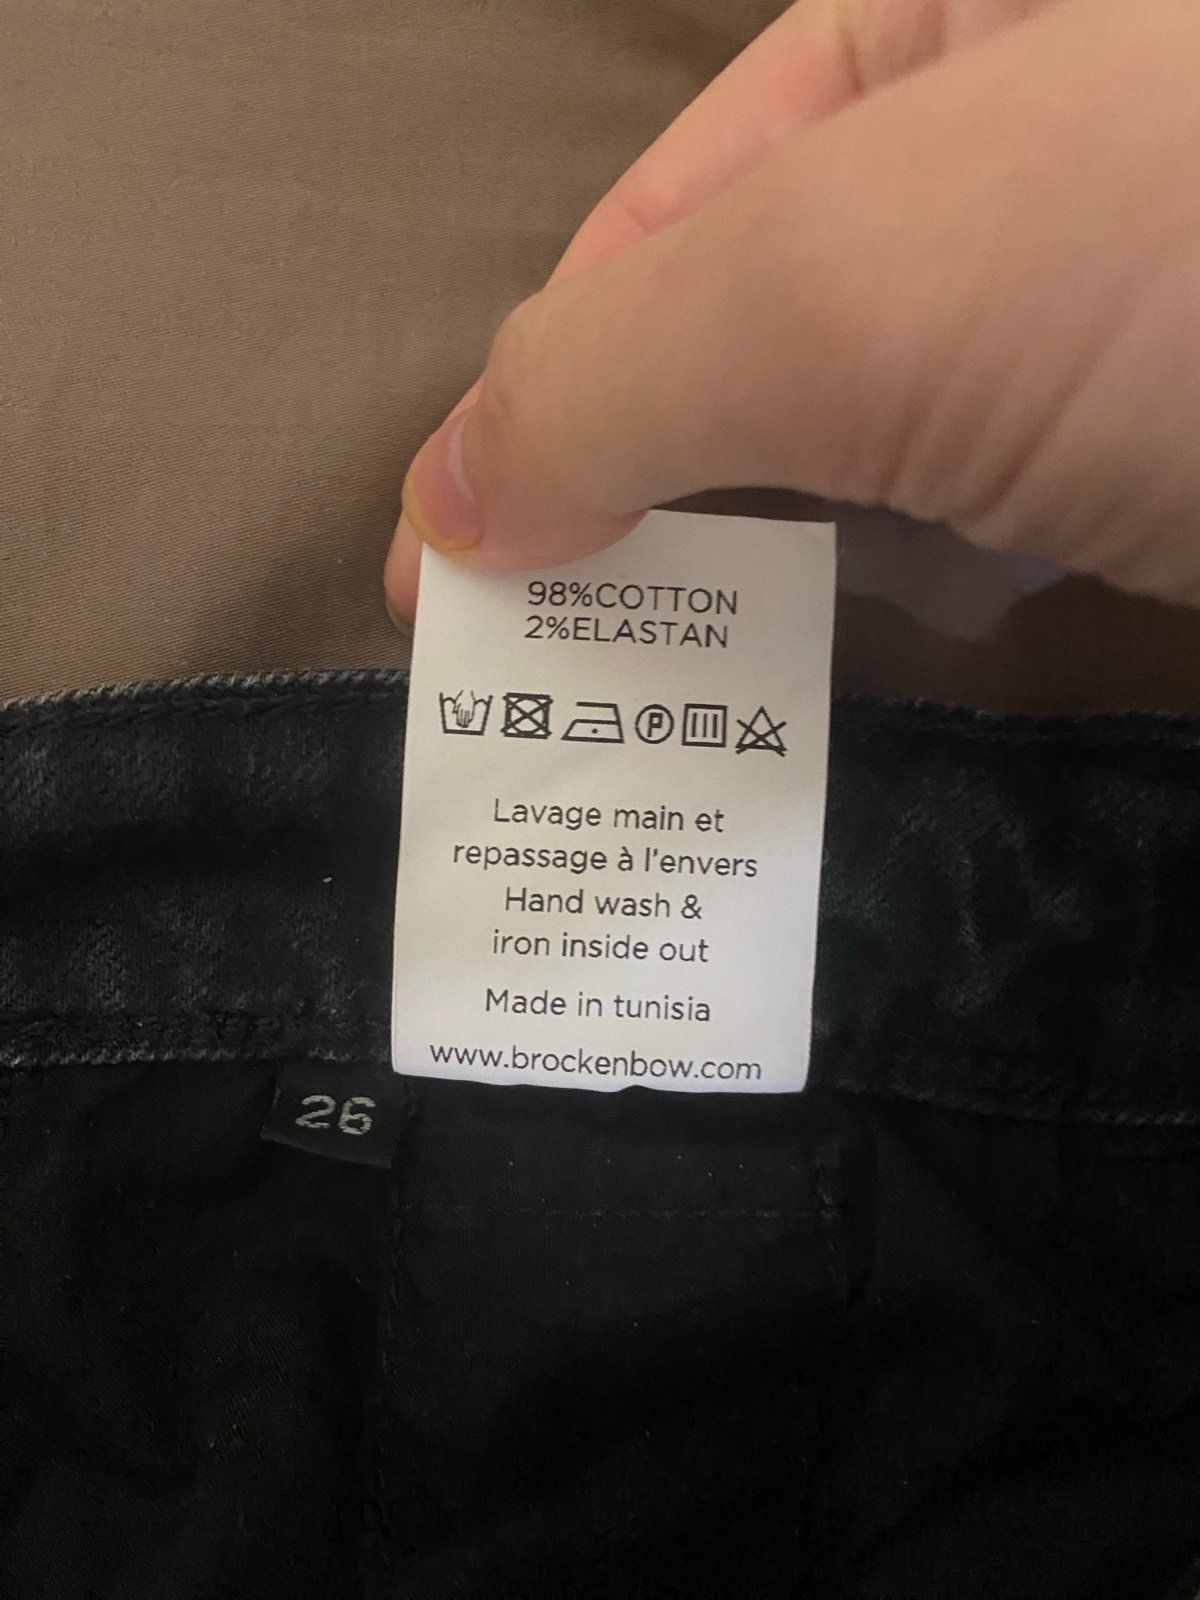 98%COTTON
2%ELASTAN
P
Lavage main et
repassage à l'envers
Hand wash &
iron inside out
Made in tunisia
www.brockenbow.com
26